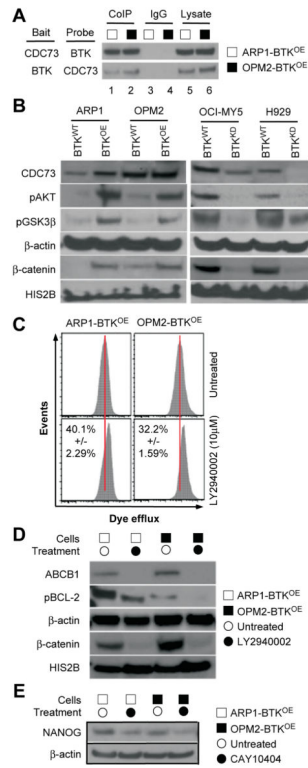 A
Bait Probe CoIP IgG Lysate
CDC73 BTK
BTK CDC73
1 2 3 4 5 6
ARP1-BTKOE
OPM2-BTKOE
B
ARP1 OPM2 OCI-MY5 H929
BTKWT BTKOE BTKWT BTKOE BTKWT BTKKD BTKWT BTKKD
CDC73
pAKT
pGSK3β
β-actin
β-catenin
HIS2B
C
ARP1-BTKOE OPM2-BTKOE
Events
Untreated
40.1% +/- 2.29%
32.2% +/- 1.59%
LY2940002 (10μM)
Dye efflux
D
Cells
Treatment
ABCB1
pBCL-2
β-actin
β-catenin
HIS2B
ARP1-BTKOE
OPM2-BTKOE
Untreated
LY2940002
E
Cells
Treatment
NANOG
β-actin
ARP1-BTKOE
OPM2-BTKOE
Untreated
CAY10404